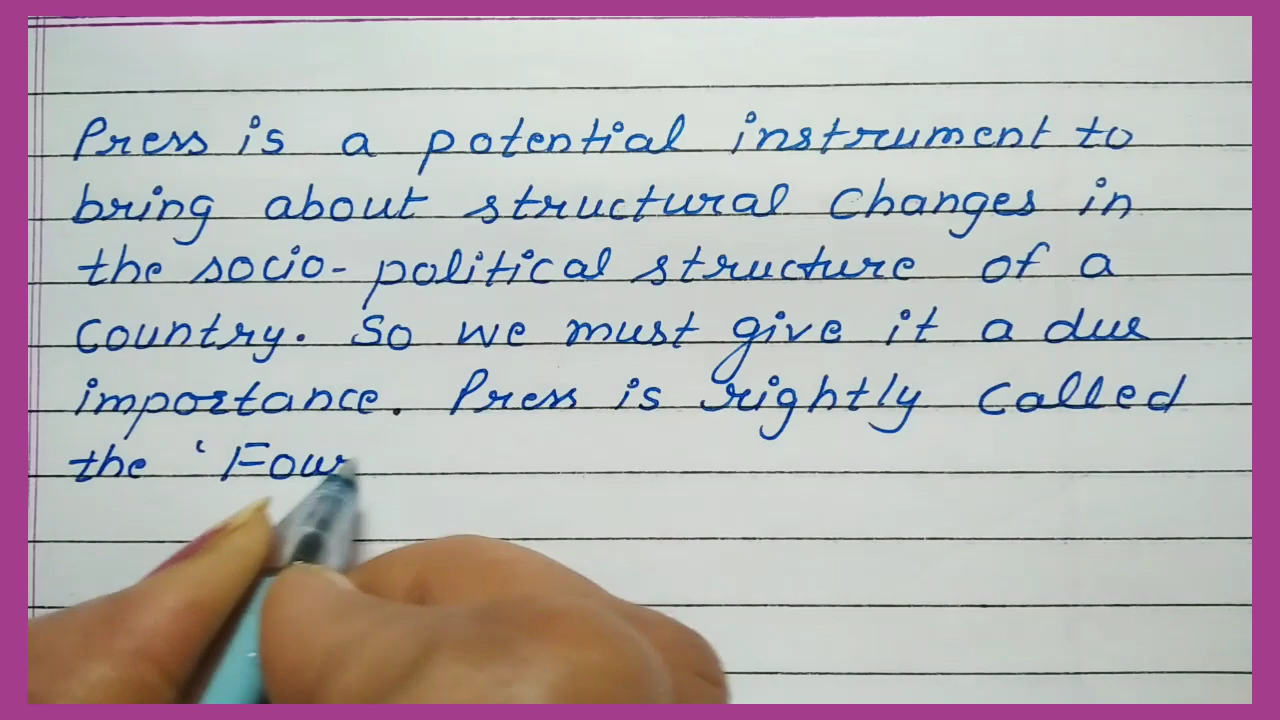 Press is a potential instrument to
bring about structural changes in
the socio-political structure of a
country. So we must give it a due
importance. Press is rightly called
the 'Four